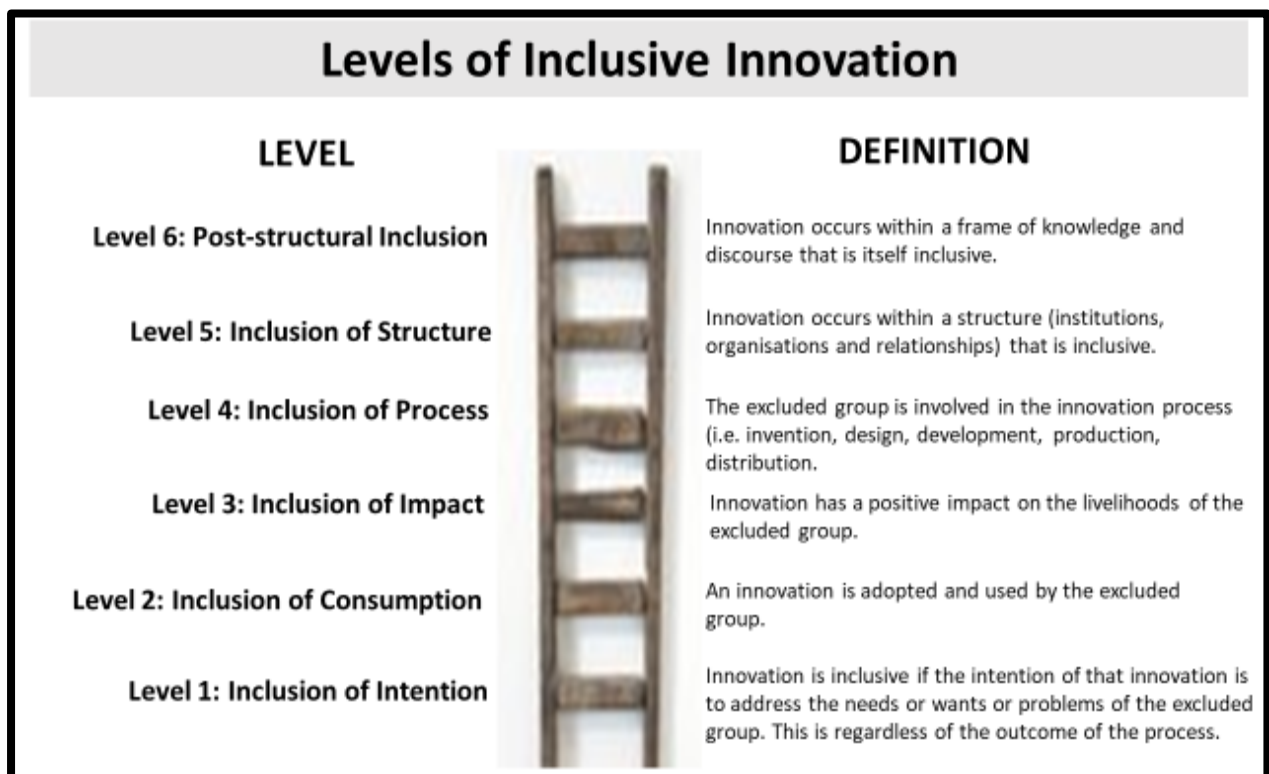 Levels of Inclusive Innovation
LEVEL
DEFINITION
Level 6: Post-structural Inclusion
Innovation occurs within a frame of knowledge and
discourse that is itself inclusive.
Level 5: Inclusion of Structure
Innovation occurs within a structure (institutions,
organisations and relationships) that is inclusive.
Level 4: Inclusion of Process
The excluded group is involved in the innovation process
(i.e. invention, design, development, production,
distribution.
Level 3: Inclusion of Impact
Innovation has a positive impact on the livelihoods of the
excluded group.
Level 2: Inclusion of Consumption
An innovation is adopted and used by the excluded
group.
Level 1: Inclusion of Intention
Innovation is inclusive if the intention of that innovation is
to address the needs or wants or problems of the excluded
group. This is regardless of the outcome of the process.